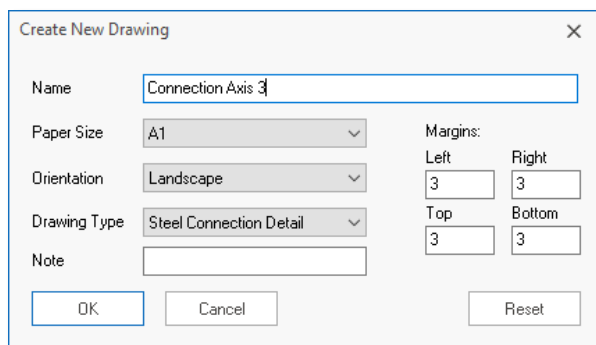 Create New Drawing
Name Connection Axis 3
Paper Size A1
Margins:
Left Right
Orientation Landscape 3 3
Top Bottom
Drawing Type Steel Connection Detail 3 3
Note
OK Cancel Reset